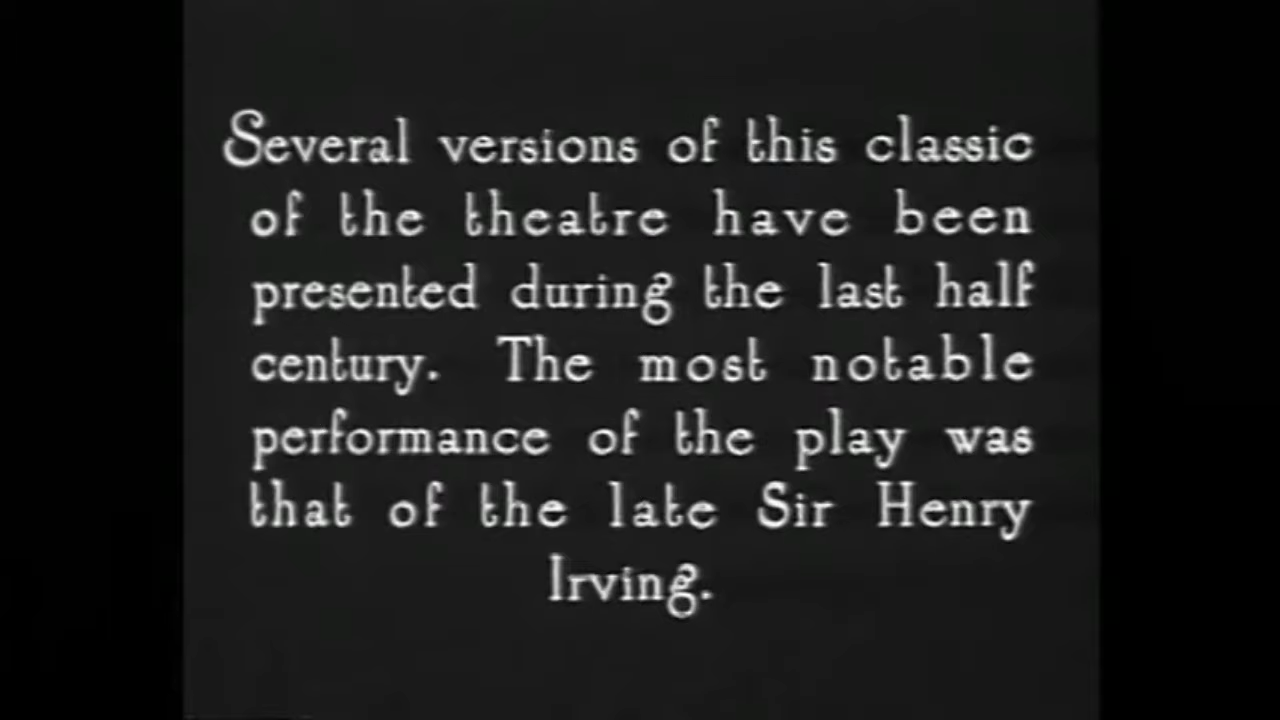 Several versions of this classic
of the theatre have been
presented during the last half
century. The most notable
performance of the play was
that of the late Sir Henry
Irving.